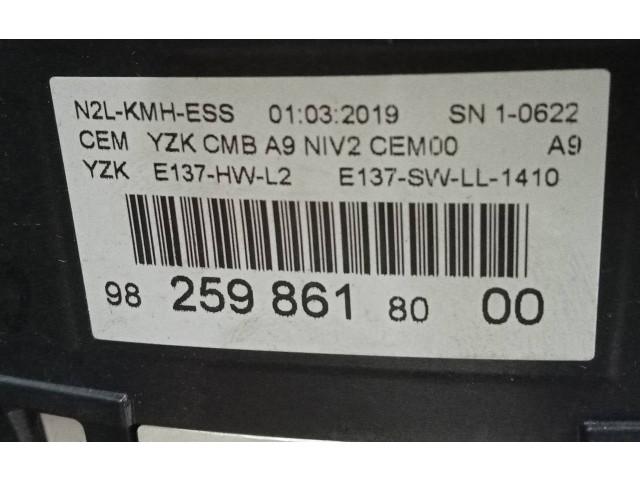 N2L-KMH-ESS 01:03:2019 SN 1-0622
CEM YZK CMB A9 NIV2 CEM00 A9
YZK E137-HW-L2 E137-SW-LL-1410
98 259 861 80 00